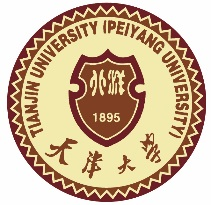 TIANJIN UNIVERSITY (PEIYANG UNIVERSITY)
北洋
1895
天津大学